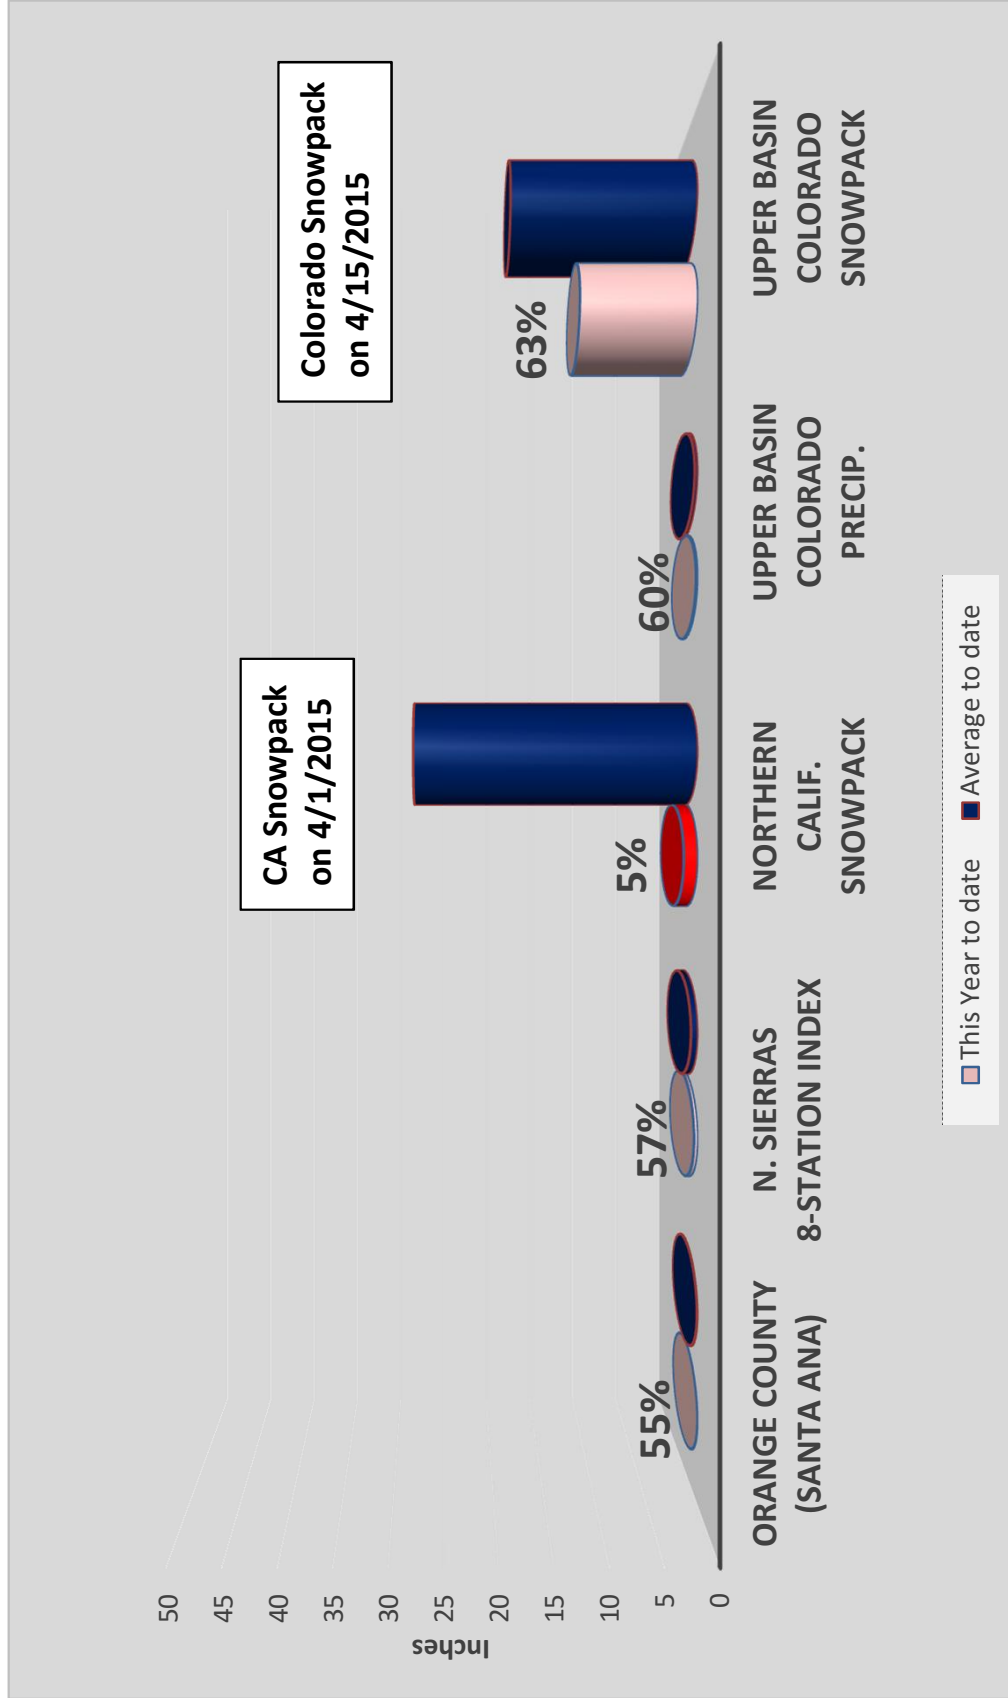 Inches
50
45
40
35
30
25
20
15
10
5
0
CA Snowpack
on 4/1/2015
Colorado Snowpack
on 4/15/2015
55%
57%
5%
60%
63%
ORANGE COUNTY
(SANTA ANA)
N. SIERRAS
8-STATION INDEX
NORTHERN
CALIF.
SNOWPACK
UPPER BASIN
COLORADO
PRECIP.
UPPER BASIN
COLORADO
SNOWPACK
This Year to date
Average to date